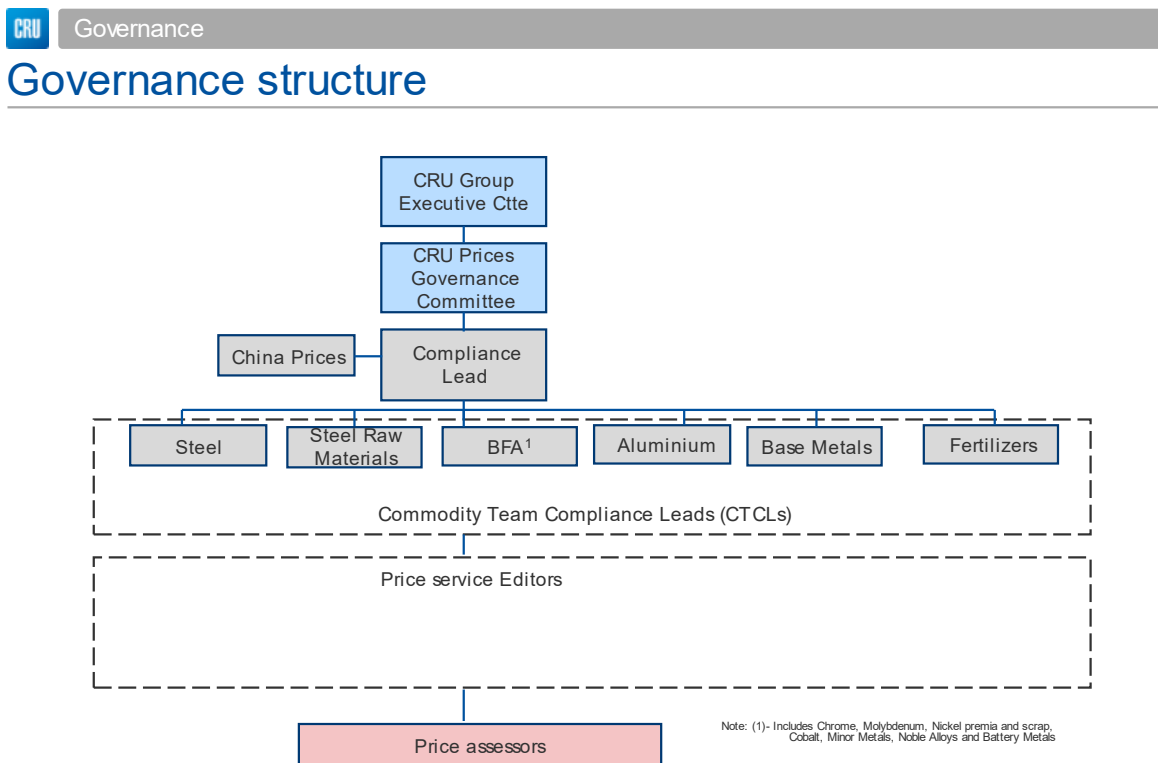 CRU
Governance
Governance structure
CRU Group
Executive Ctte
CRU Prices
Governance
Committee
China Prices
Compliance
Lead
Steel
Steel Raw
Materials
BFA1
Aluminium
Base Metals
Fertilizers
Commodity Team Compliance Leads (CTCLs)
Price service Editors
Price assessors
Note: (1)- Includes Chrome, Molybdenum, Nickel premia and scrap,
Cobalt, Minor Metals, Noble Alloys and Battery Metals